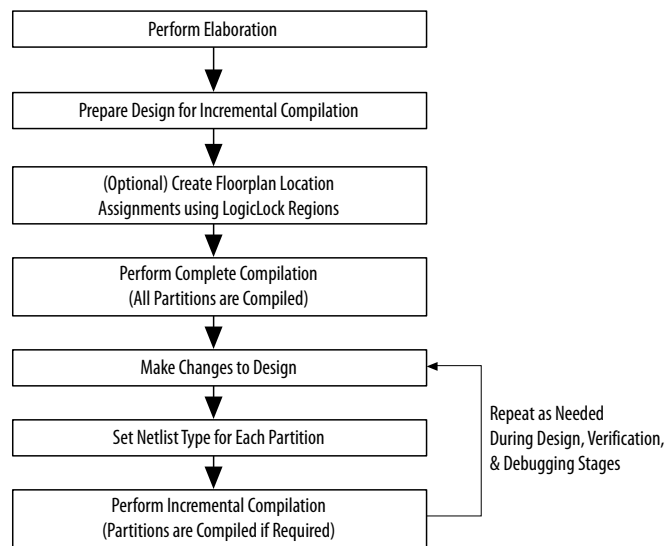 Perform Elaboration
Prepare Design for Incremental Compilation
(Optional) Create Floorplan Location
Assignments using LogicLock Regions
Perform Complete Compilation
(All Partitions are Compiled)
Make Changes to Design
Set Netlist Type for Each Partition
Perform Incremental Compilation
(Partitions are Compiled if Required)
Repeat as Needed
During Design, Verification,
& Debugging Stages